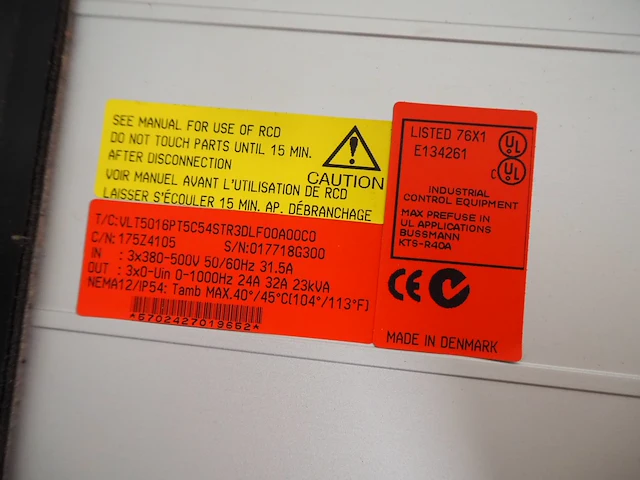 SEE MANUAL FOR USE OF RCD
DO NOT TOUCH PARTS UNTIL 15 MIN.
AFTER DISCONNECTION
VOIR MANUEL AVANT L'UTILISATION DE RCD
LAISSER S'ÉCOULER 15 MIN. AP. DÉBRANCHAGE
CAUTION
T/C:VLT5016PT5C54STR3DLF00A00C0
C/N:175Z4105 S/N:017718G300
IN : 3x380-500V 50/60Hz 31.5A
OUT : 3x0-Uin 0-1000Hz 24A 32A 23kVA
NEMA12/IP54: Tamb MAX.40°/45°C(104°/113°F)
*5702427019662*
LISTED 76X1
E134261
UL
C UL
INDUSTRIAL
CONTROL EQUIPMENT
MAX PREFUSE IN
UL APPLICATIONS
BUSSMANN
KTS-R40A
CE
MADE IN DENMARK